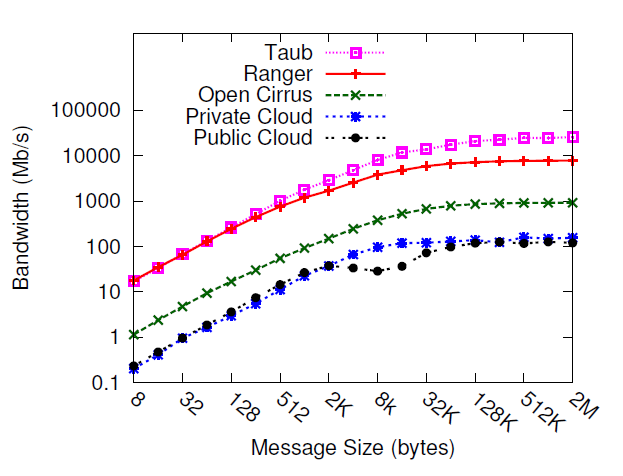 Taub
Ranger
Open Cirrus
Private Cloud
Public Cloud
100000
10000
1000
100
10
1
0.1
Bandwidth (Mb/s)
8
32
128
512
2K
8k
32K
128K
512K
2M
Message Size (bytes)